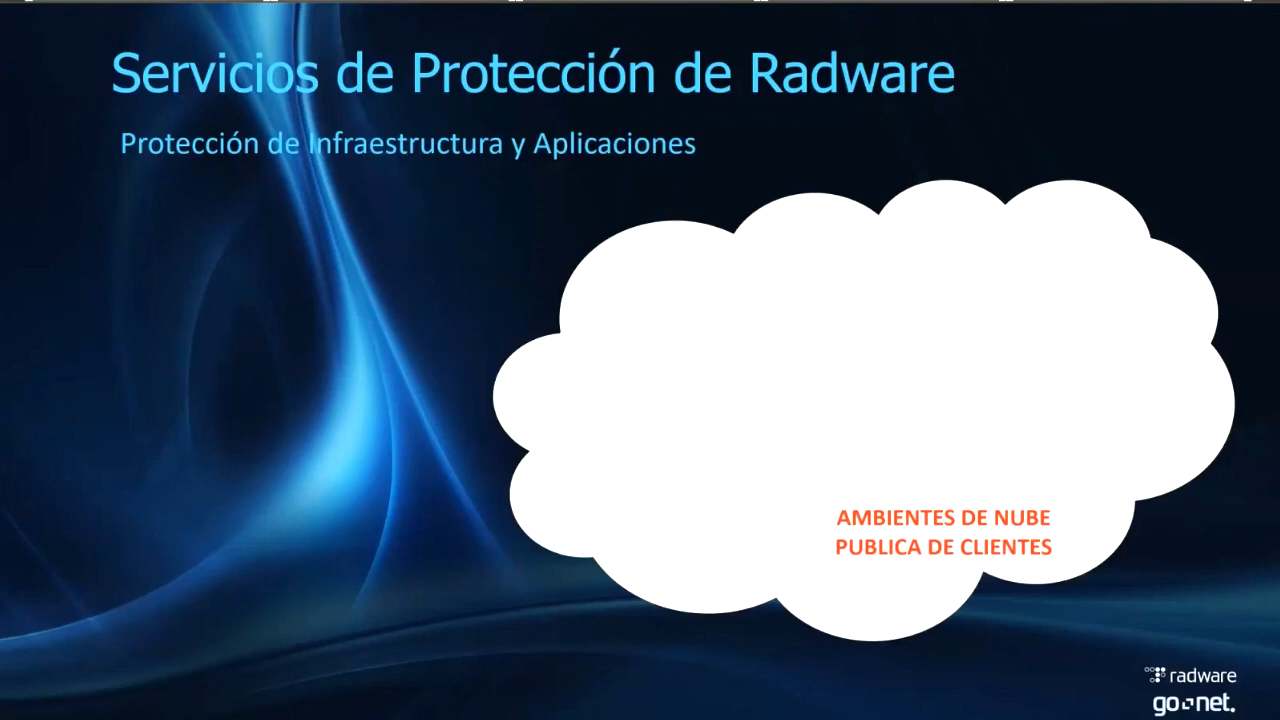 Servicios de Protección de Radware
Protección de Infraestructura y Aplicaciones
AMBIENTES DE NUBE
PUBLICA DE CLIENTES
radware
go net.